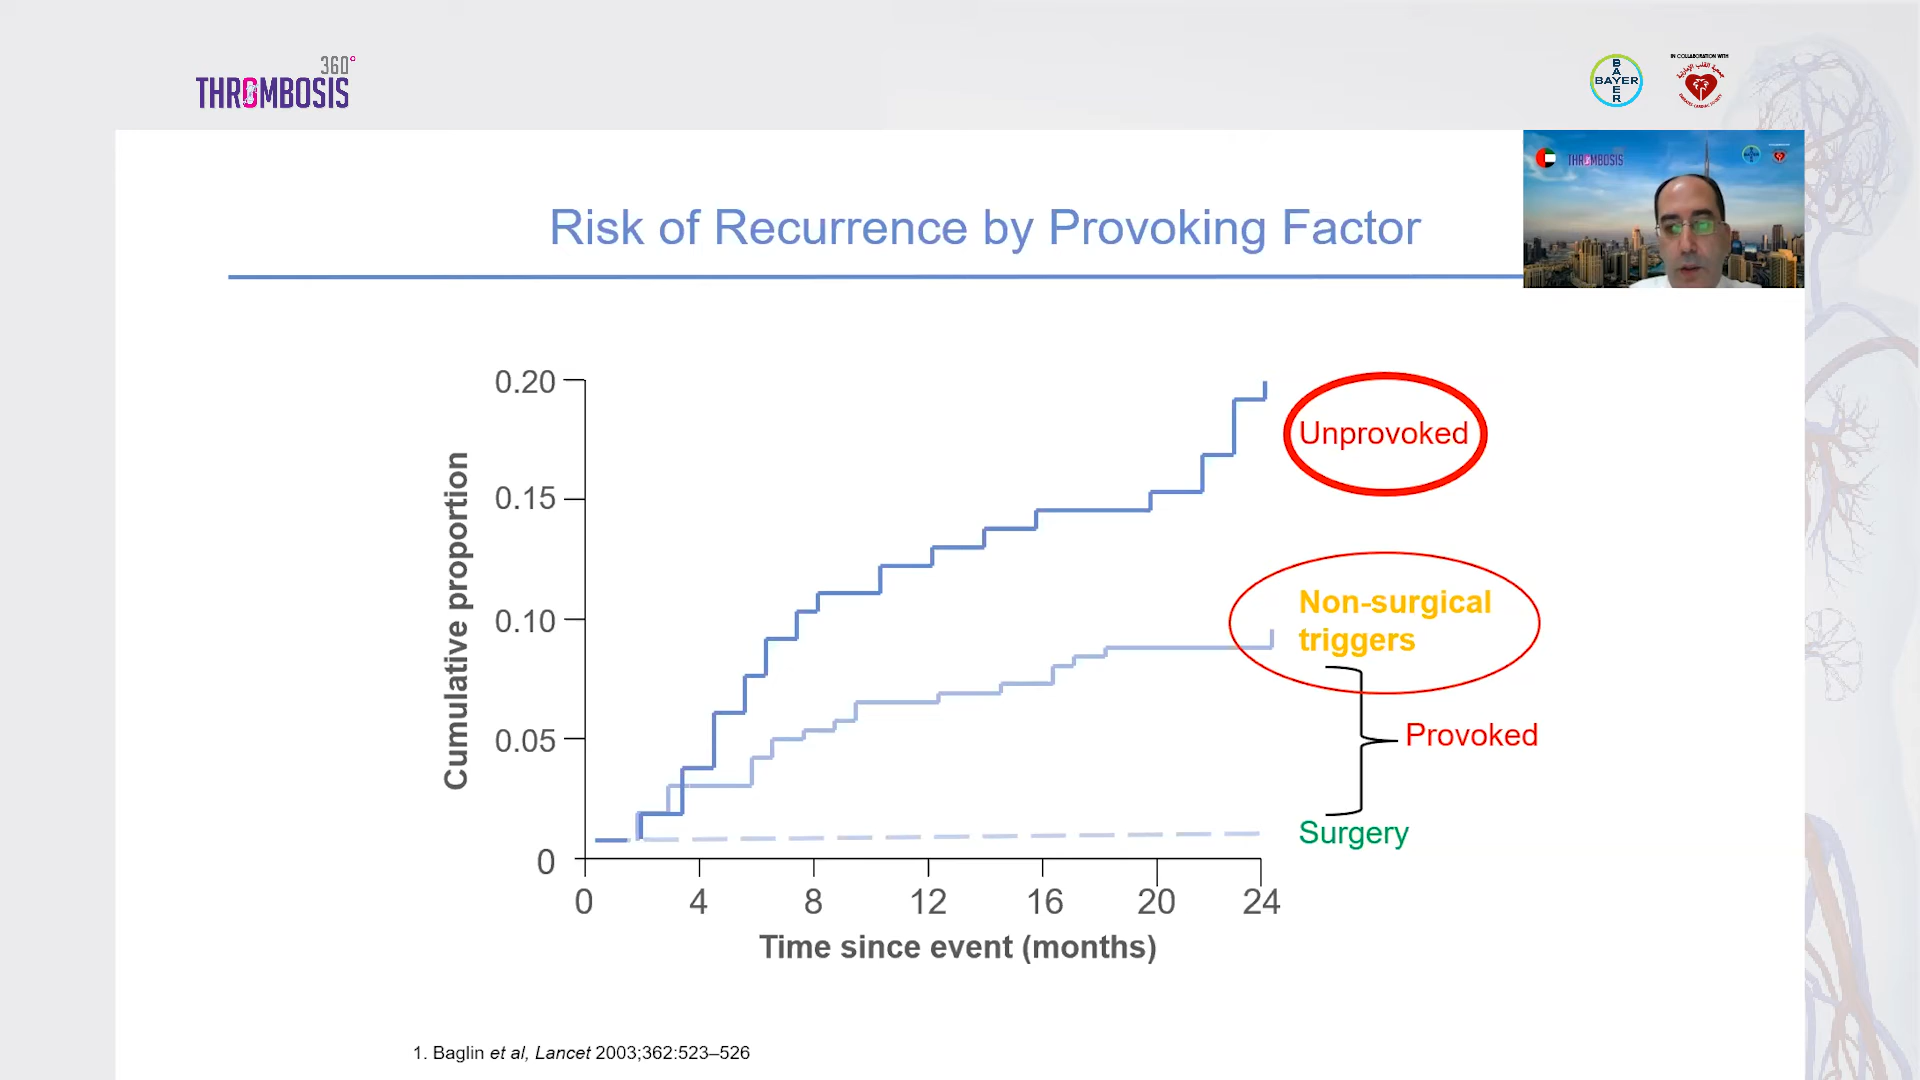 360°
THROMBOSIS
BAYER
BAYER
IN COLLABORATION WITH
THROMBOSIS
Risk of Recurrence by Provoking Factor
Cumulative proportion
0.20
0.15
0.10
0.05
0
0 4 8 12 16 20 24
Time since event (months)
Unprovoked
Non-surgical
triggers
Provoked
Surgery
1. Baglin et al, Lancet 2003;362:523–526